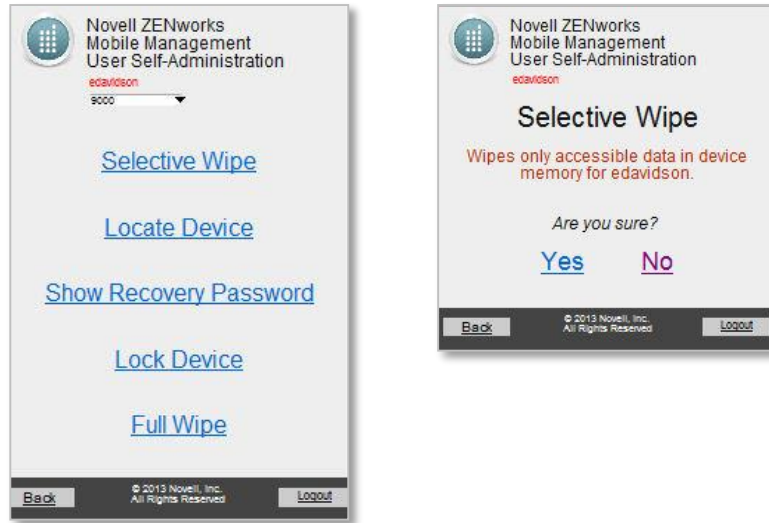 Novell ZENworks
Mobile Management
User Self-Administration
edavidson
9000
Selective Wipe
Locate Device
Show Recovery Password
Lock Device
Full Wipe
Back
© 2013 Novell, Inc.
All Rights Reserved
Logout
Novell ZENworks
Mobile Management
User Self-Administration
edavidson
Selective Wipe
Wipes only accessible data in device
memory for edavidson.
Are you sure?
Yes No
Back
© 2013 Novell, Inc.
All Rights Reserved
Logout